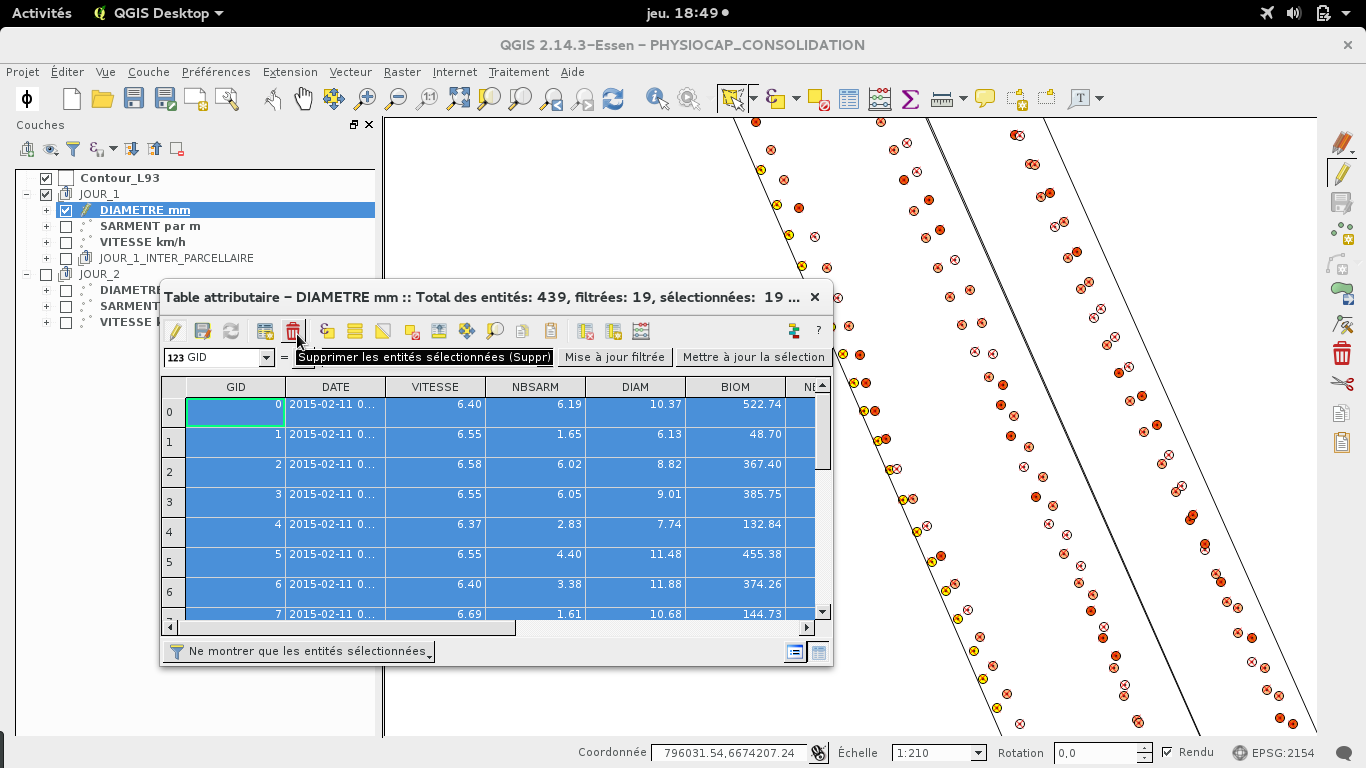 Activités QGIS Desktop jeu. 18:49
QGIS 2.14.3-Essen – PHYSIOCAP_CONSOLIDATION
Projet Éditer Vue Couche Préférences Extension Vecteur Raster Internet Traitement Aide
Couches
Contour_L93
JOUR_1
DIAMETRE mm
SARMENT par m
VITESSE km/h
JOUR_1_INTER_PARCELLAIRE
JOUR_2
DIAMETR
SARMENT
VITESSE
Table attributaire – DIAMETRE mm :: Total des entités: 439, filtrées: 19, sélectionnées: 19 ...
?
123 GID = Supprimer les entités sélectionnées (Suppr) Mise à jour filtrée Mettre à jour la sélection
GID DATE VITESSE NBSARM DIAM BIOM
0 0 2015-02-11 0... 6.40 6.19 10.37 522.74
1 1 2015-02-11 0... 6.55 1.65 6.13 48.70
2 2 2015-02-11 0... 6.58 6.02 8.82 367.40
3 3 2015-02-11 0... 6.55 6.05 9.01 385.75
4 4 2015-02-11 0... 6.37 2.83 7.74 132.84
5 5 2015-02-11 0... 6.55 4.40 11.48 455.38
6 6 2015-02-11 0... 6.40 3.38 11.88 374.26
7 2015-02-11 0... 6.69 1.61 10.68 144.73
Ne montrer que les entités sélectionnées
Coordonnée 796031.54,6674207.24 Échelle 1:210 Rotation 0,0 Rendu EPSG:2154